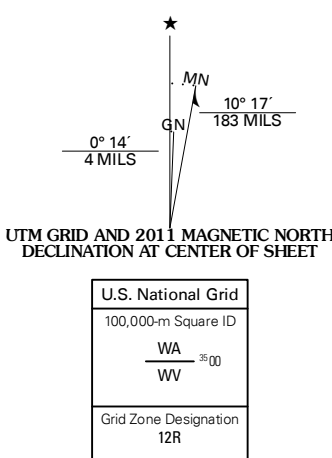 ★
MN
GN
10° 17´
183 MILS
0° 14´
4 MILS
UTM GRID AND 2011 MAGNETIC NORTH
DECLINATION AT CENTER OF SHEET
U.S. National Grid
100,000-m Square ID
WA
3500
WV
Grid Zone Designation
12R